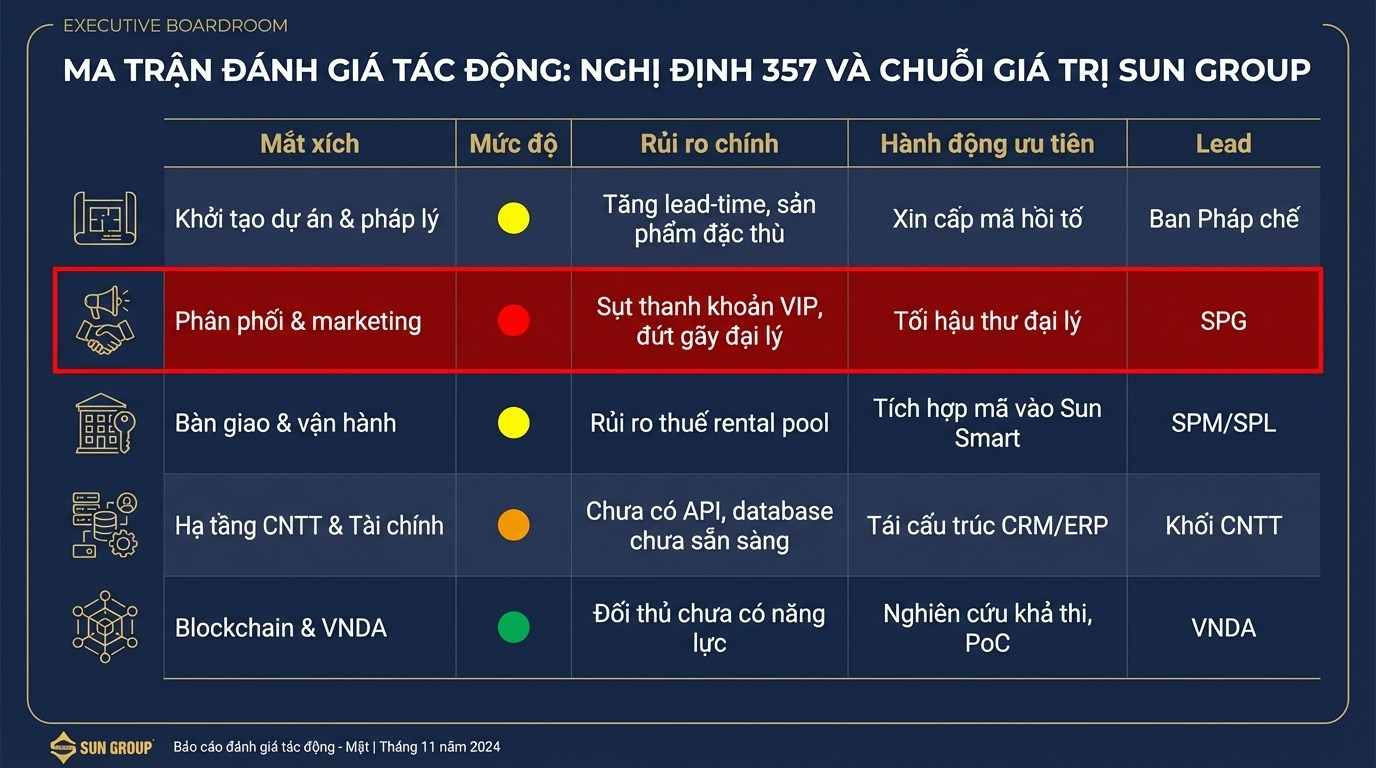 EXECUTIVE BOARDROOM
MA TRẬN ĐÁNH GIÁ TÁC ĐỘNG: NGHỊ ĐỊNH 357 VÀ CHUỖI GIÁ TRỊ SUN GROUP
Mắt xích
Mức độ
Rủi ro chính
Hành động ưu tiên
Lead
Khởi tạo dự án & pháp lý
Tăng lead-time, sản
phẩm đặc thù
Xin cấp mã hồi tố
Ban Pháp chế
Phân phối & marketing
Sụt thanh khoản VIP,
đứt gãy đại lý
Tối hậu thư đại lý
SPG
Bàn giao & vận hành
Rủi ro thuế rental pool
Tích hợp mã vào Sun
Smart
SPM/SPL
Hạ tầng CNTT & Tài chính
Chưa có API, database
chưa sẵn sàng
Tái cấu trúc CRM/ERP
Khối CNTT
Blockchain & VNDA
Đối thủ chưa có năng
lực
Nghiên cứu khả thi,
PoC
VNDA
SUN GROUP
Báo cáo đánh giá tác động - Mật | Tháng 11 năm 2024